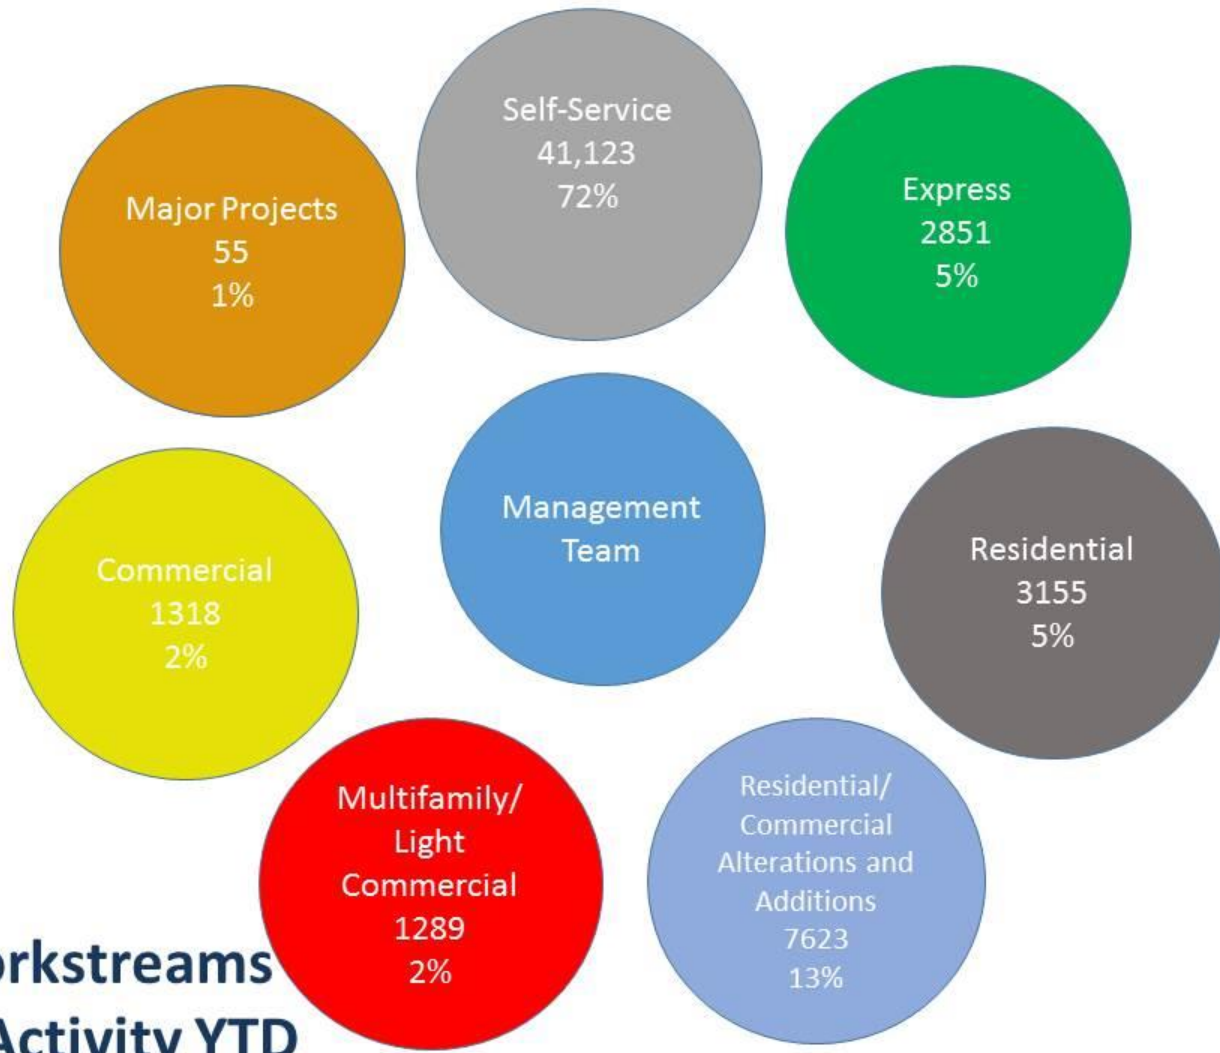 Self-Service
41,123
72%
Major Projects
55
1%
Express
2851
5%
Management
Team
Commercial
1318
2%
Residential
3155
5%
Multifamily/
Light
Commercial
1289
2%
Residential/
Commercial
Alterations and
Additions
7623
13%
orkstreams
Activity YTD